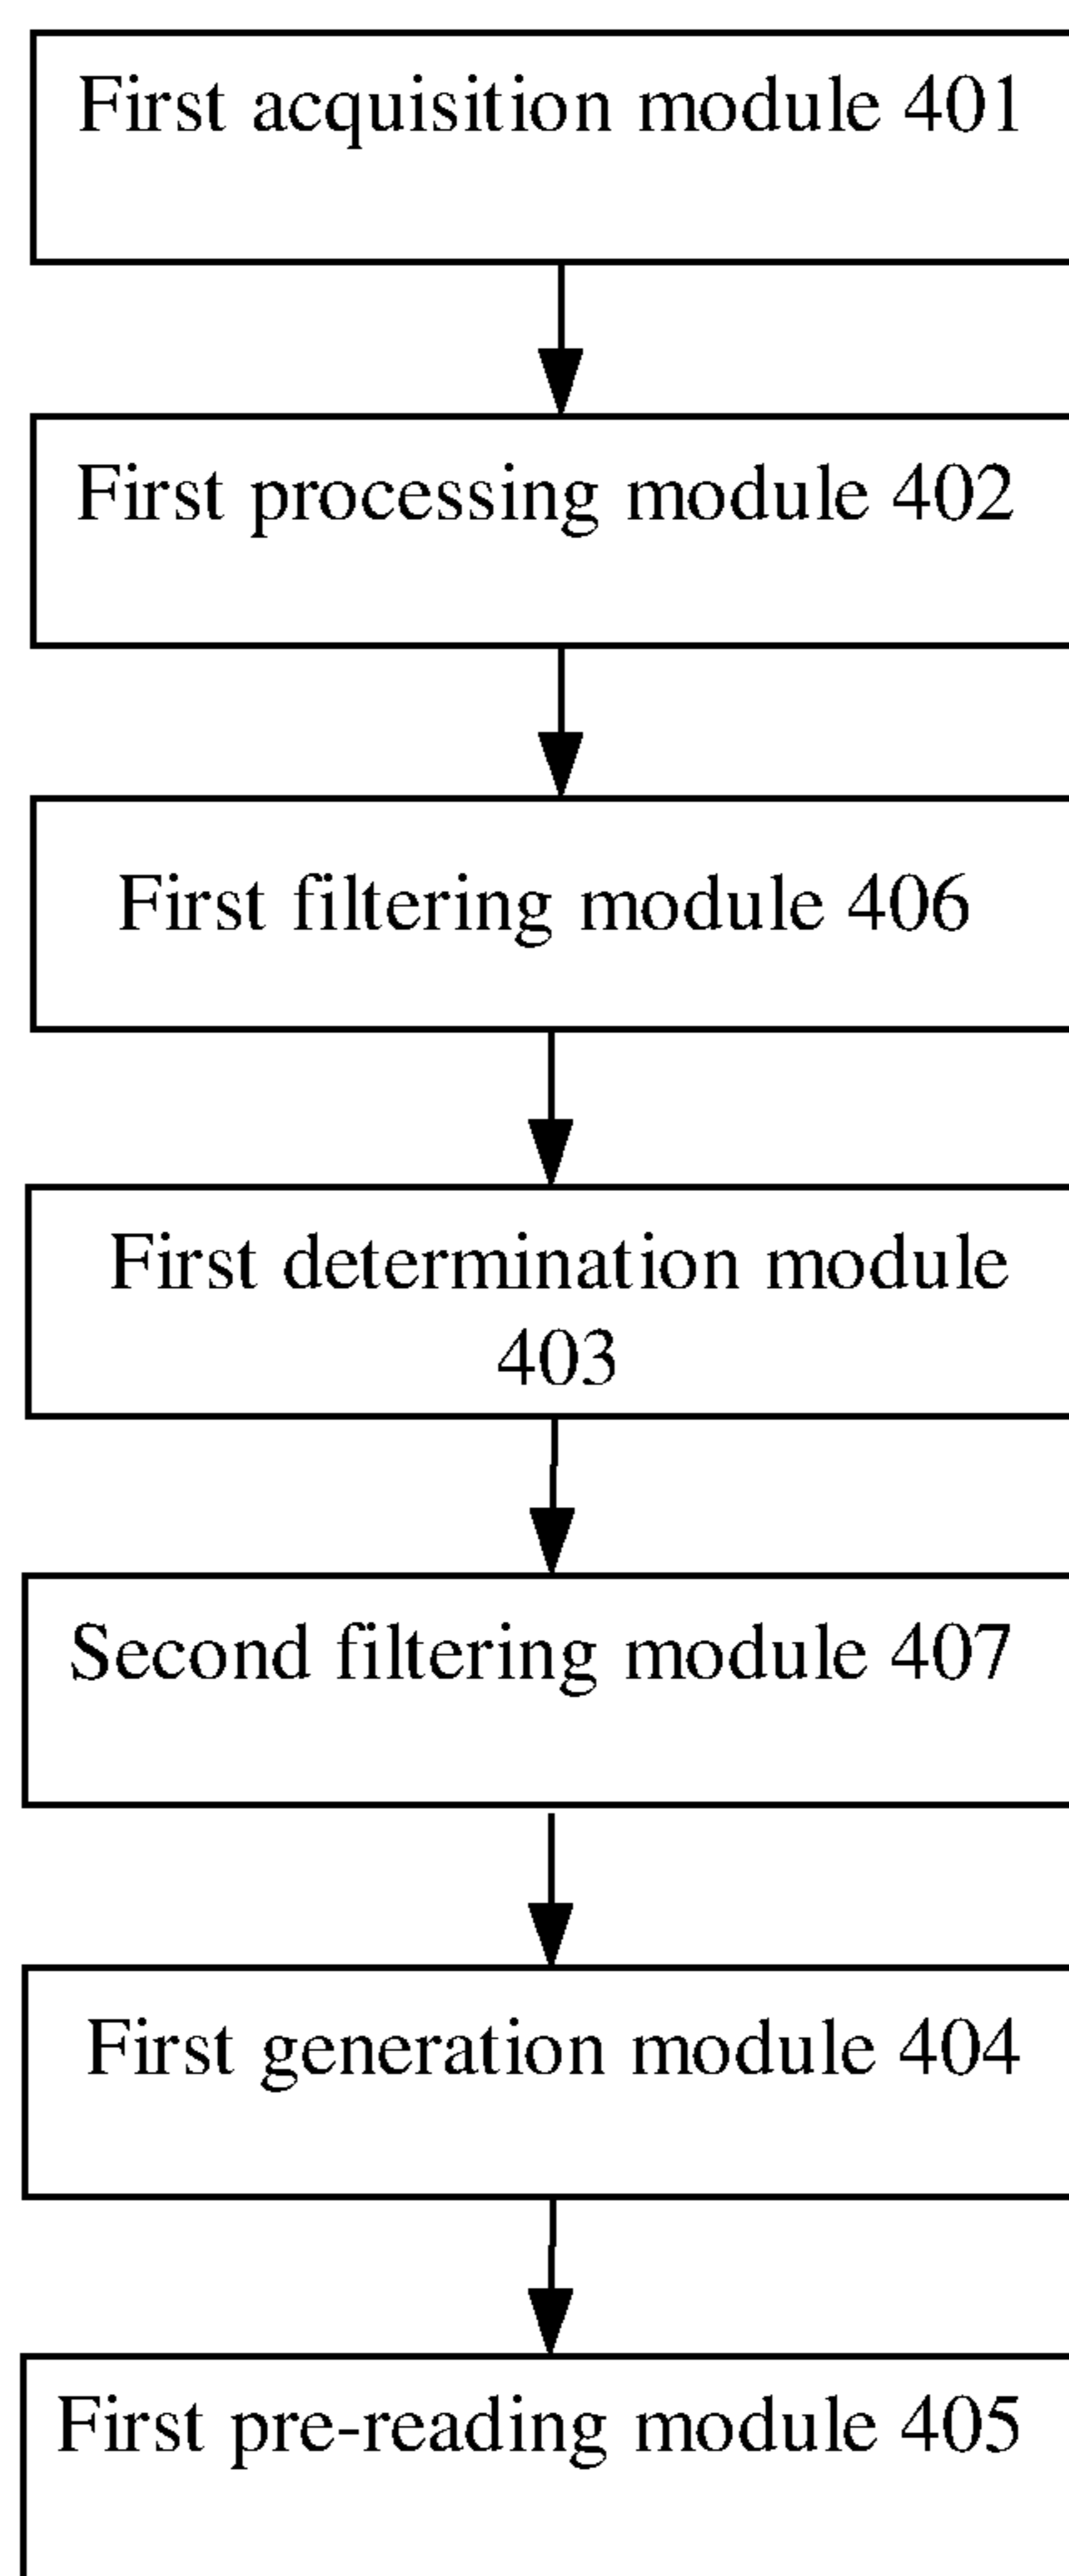 First acquisition module 401
First processing module 402
First filtering module 406
First determination module
403
Second filtering module 407
First generation module 404
First pre-reading module 405